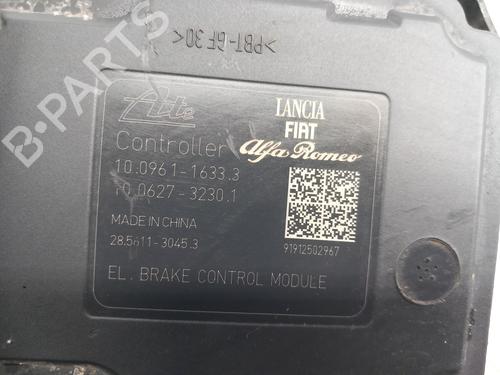 >PBT-GF30<
B-PARTS
Ate
LANCIA
FIAT
Alfa Romeo
Controller
10.0961-1633.3
10.0627-3230.1
MADE IN CHINA
28.5611-3045.3
91912502967
EL. BRAKE CONTROL MODULE